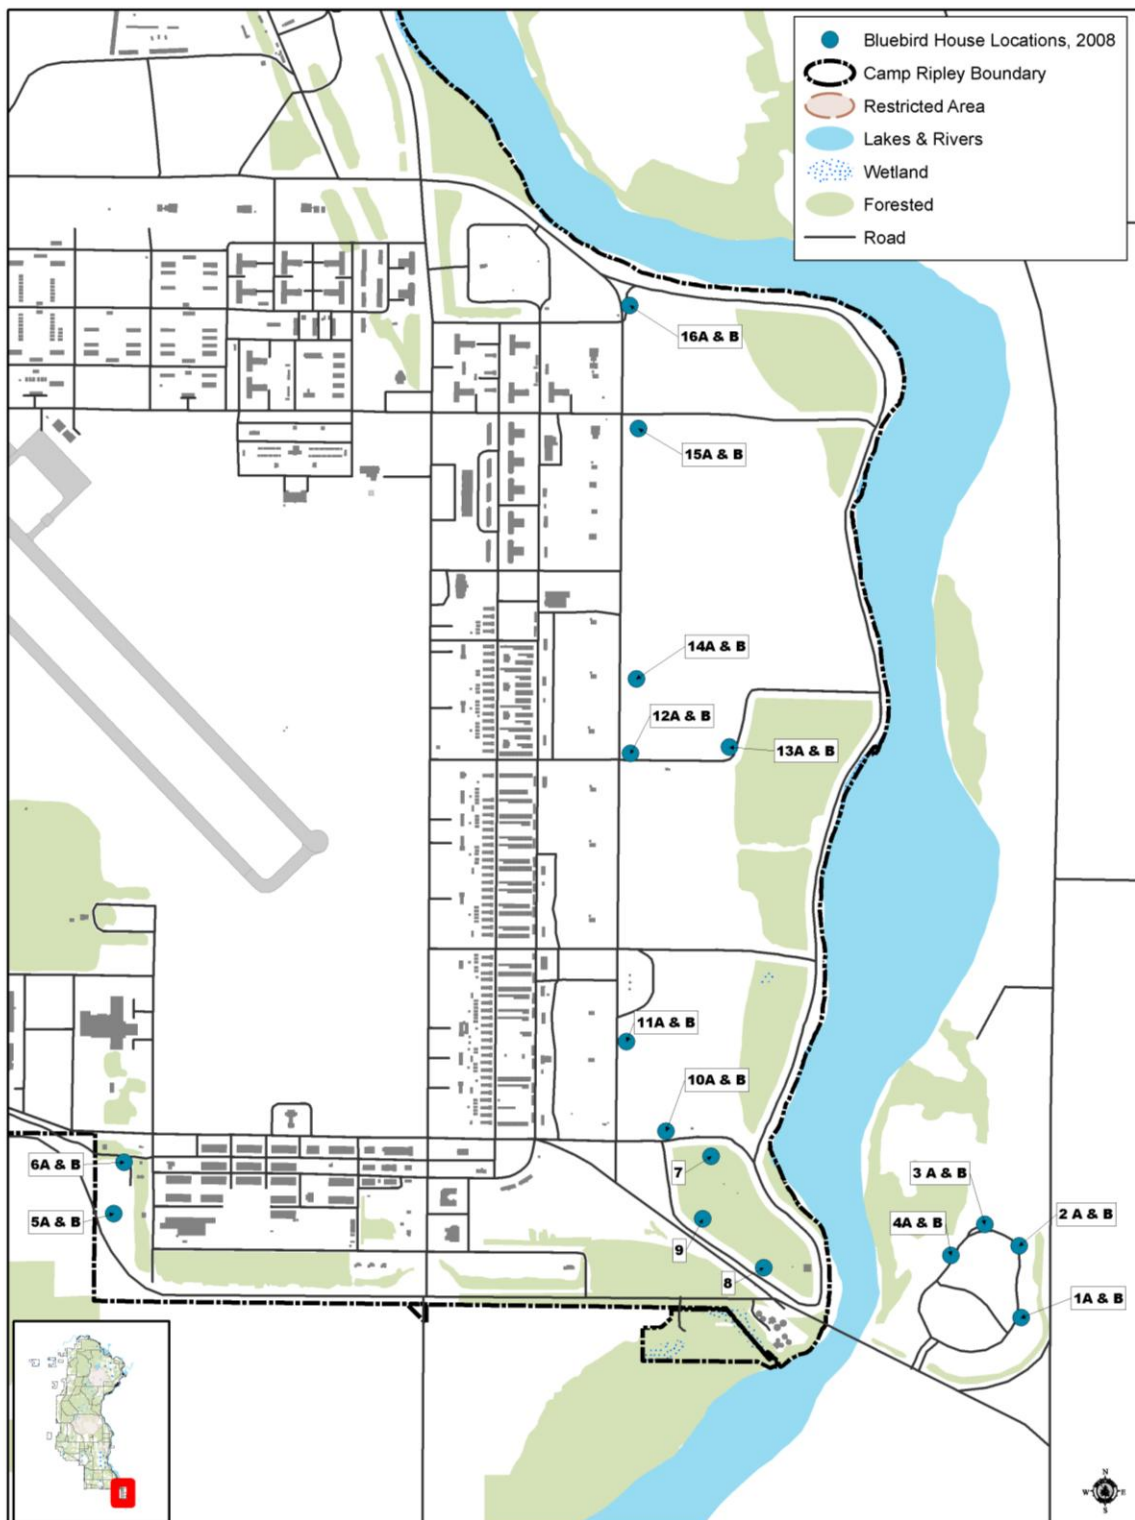 Bluebird House Locations, 2008
Camp Ripley Boundary
Restricted Area
Lakes & Rivers
Wetland
Forested
Road
16A & B
15A & B
14A & B
12A & B
13A & B
11A & B
10A & B
6A & B
7
3 A & B
5A & B
4A & B
2 A & B
9
8
1A & B
N
W
E
S